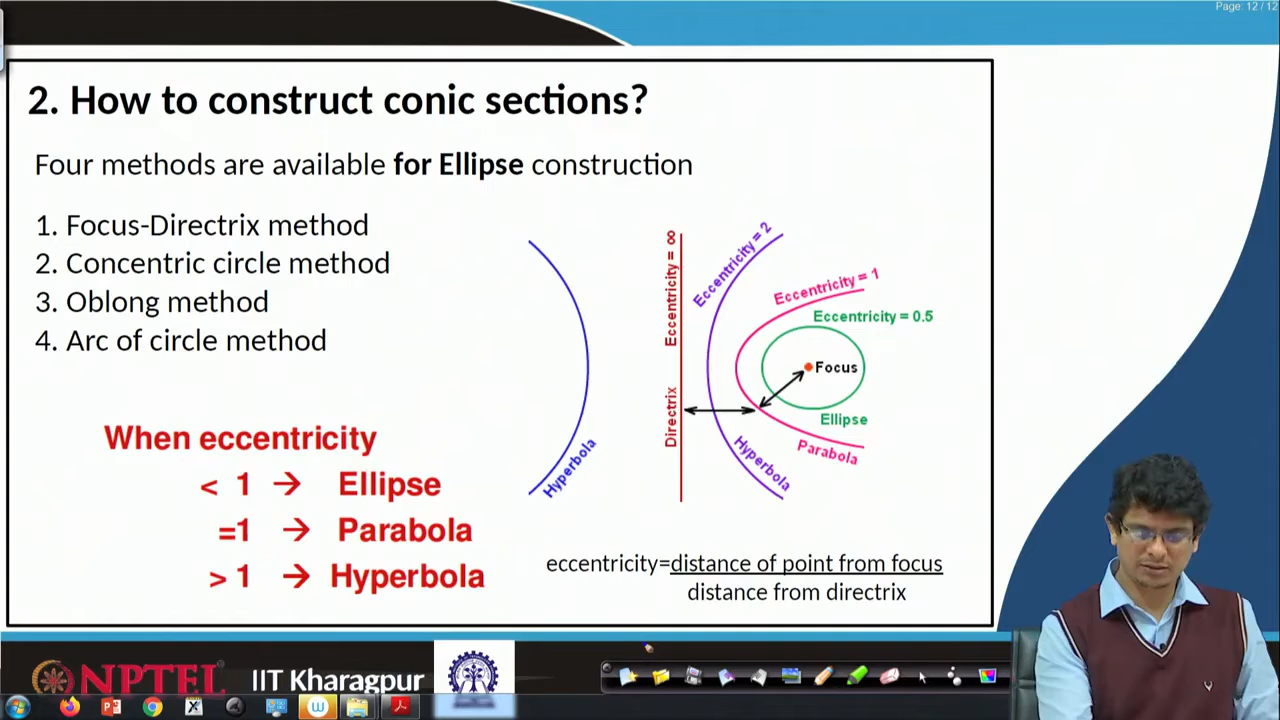 Page: 12 / 12
2. How to construct conic sections?
Four methods are available for Ellipse construction
1. Focus-Directrix method
2. Concentric circle method
3. Oblong method
4. Arc of circle method
When eccentricity
< 1 → Ellipse
=1 → Parabola
> 1 → Hyperbola
Hyperbola
Directrix
Eccentricity = ∞
Eccentricity = 2
Hyperbola
Eccentricity = 1
Parabola
Eccentricity = 0.5
Focus
Ellipse
eccentricity=distance of point from focus
distance from directrix
NPTEL
IIT Kharagpur